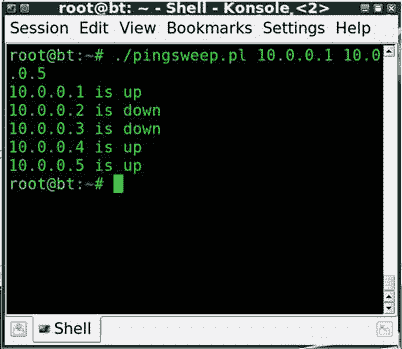 root@bt: ~ - Shell - Konsole <2>
Session Edit View Bookmarks Settings Help
root@bt:~# ./pingsweep.pl 10.0.0.1 10.0
.0.5
10.0.0.1 is up
10.0.0.2 is down
10.0.0.3 is down
10.0.0.4 is up
10.0.0.5 is up
root@bt:~#
Shell